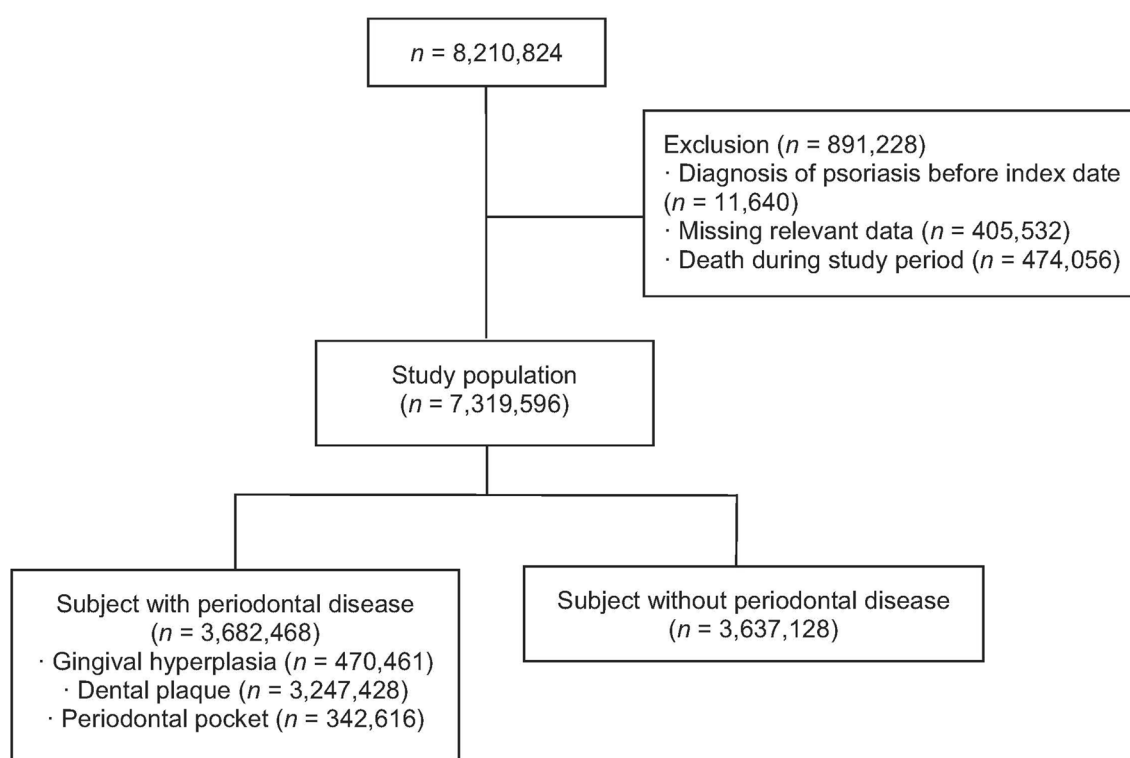 n = 8,210,824
Exclusion (n = 891,228)
· Diagnosis of psoriasis before index date
(n = 11,640)
· Missing relevant data (n = 405,532)
· Death during study period (n = 474,056)
Study population
(n = 7,319,596)
Subject with periodontal disease
(n = 3,682,468)
· Gingival hyperplasia (n = 470,461)
· Dental plaque (n = 3,247,428)
· Periodontal pocket (n = 342,616)
Subject without periodontal disease
(n = 3,637,128)